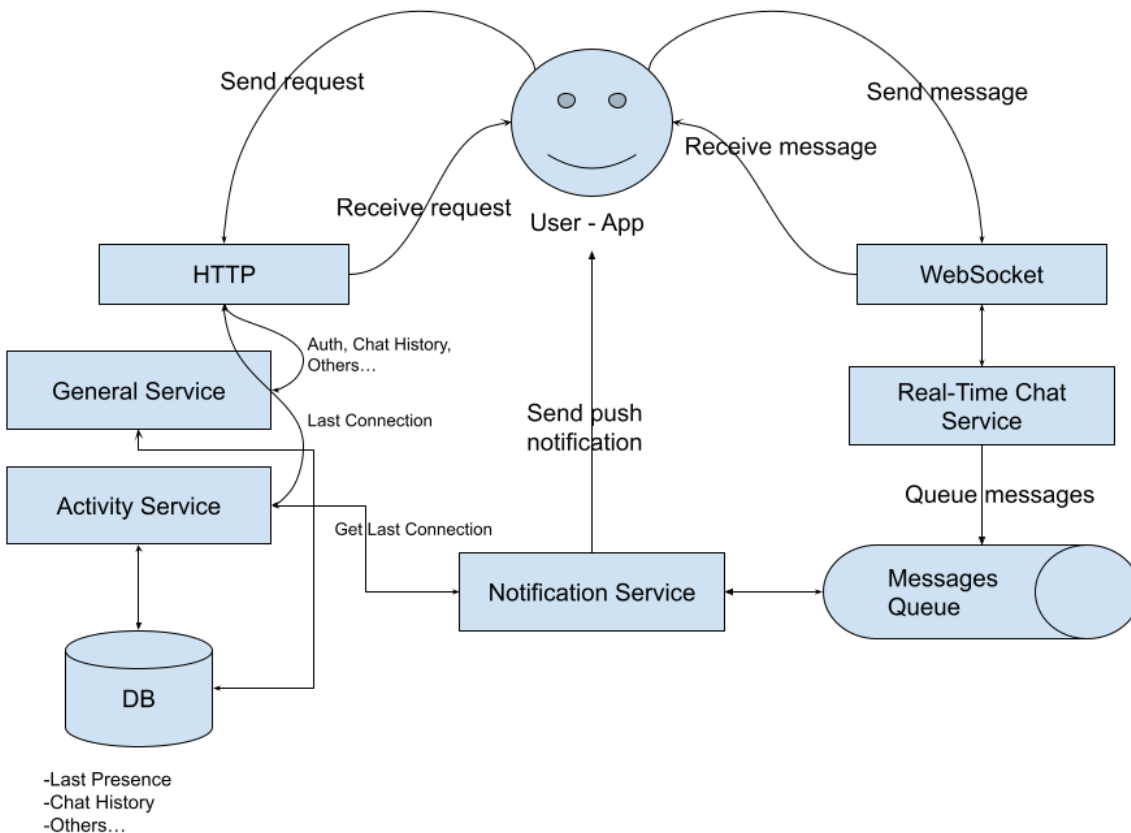 Send request
Send message
Receive message
Receive request
User - App
HTTP
WebSocket
Auth, Chat History,
Others…
General Service
Real-Time Chat
Service
Last Connection
Send push
notification
Activity Service
Queue messages
Get Last Connection
Notification Service
Messages
Queue
DB
-Last Presence
-Chat History
-Others…